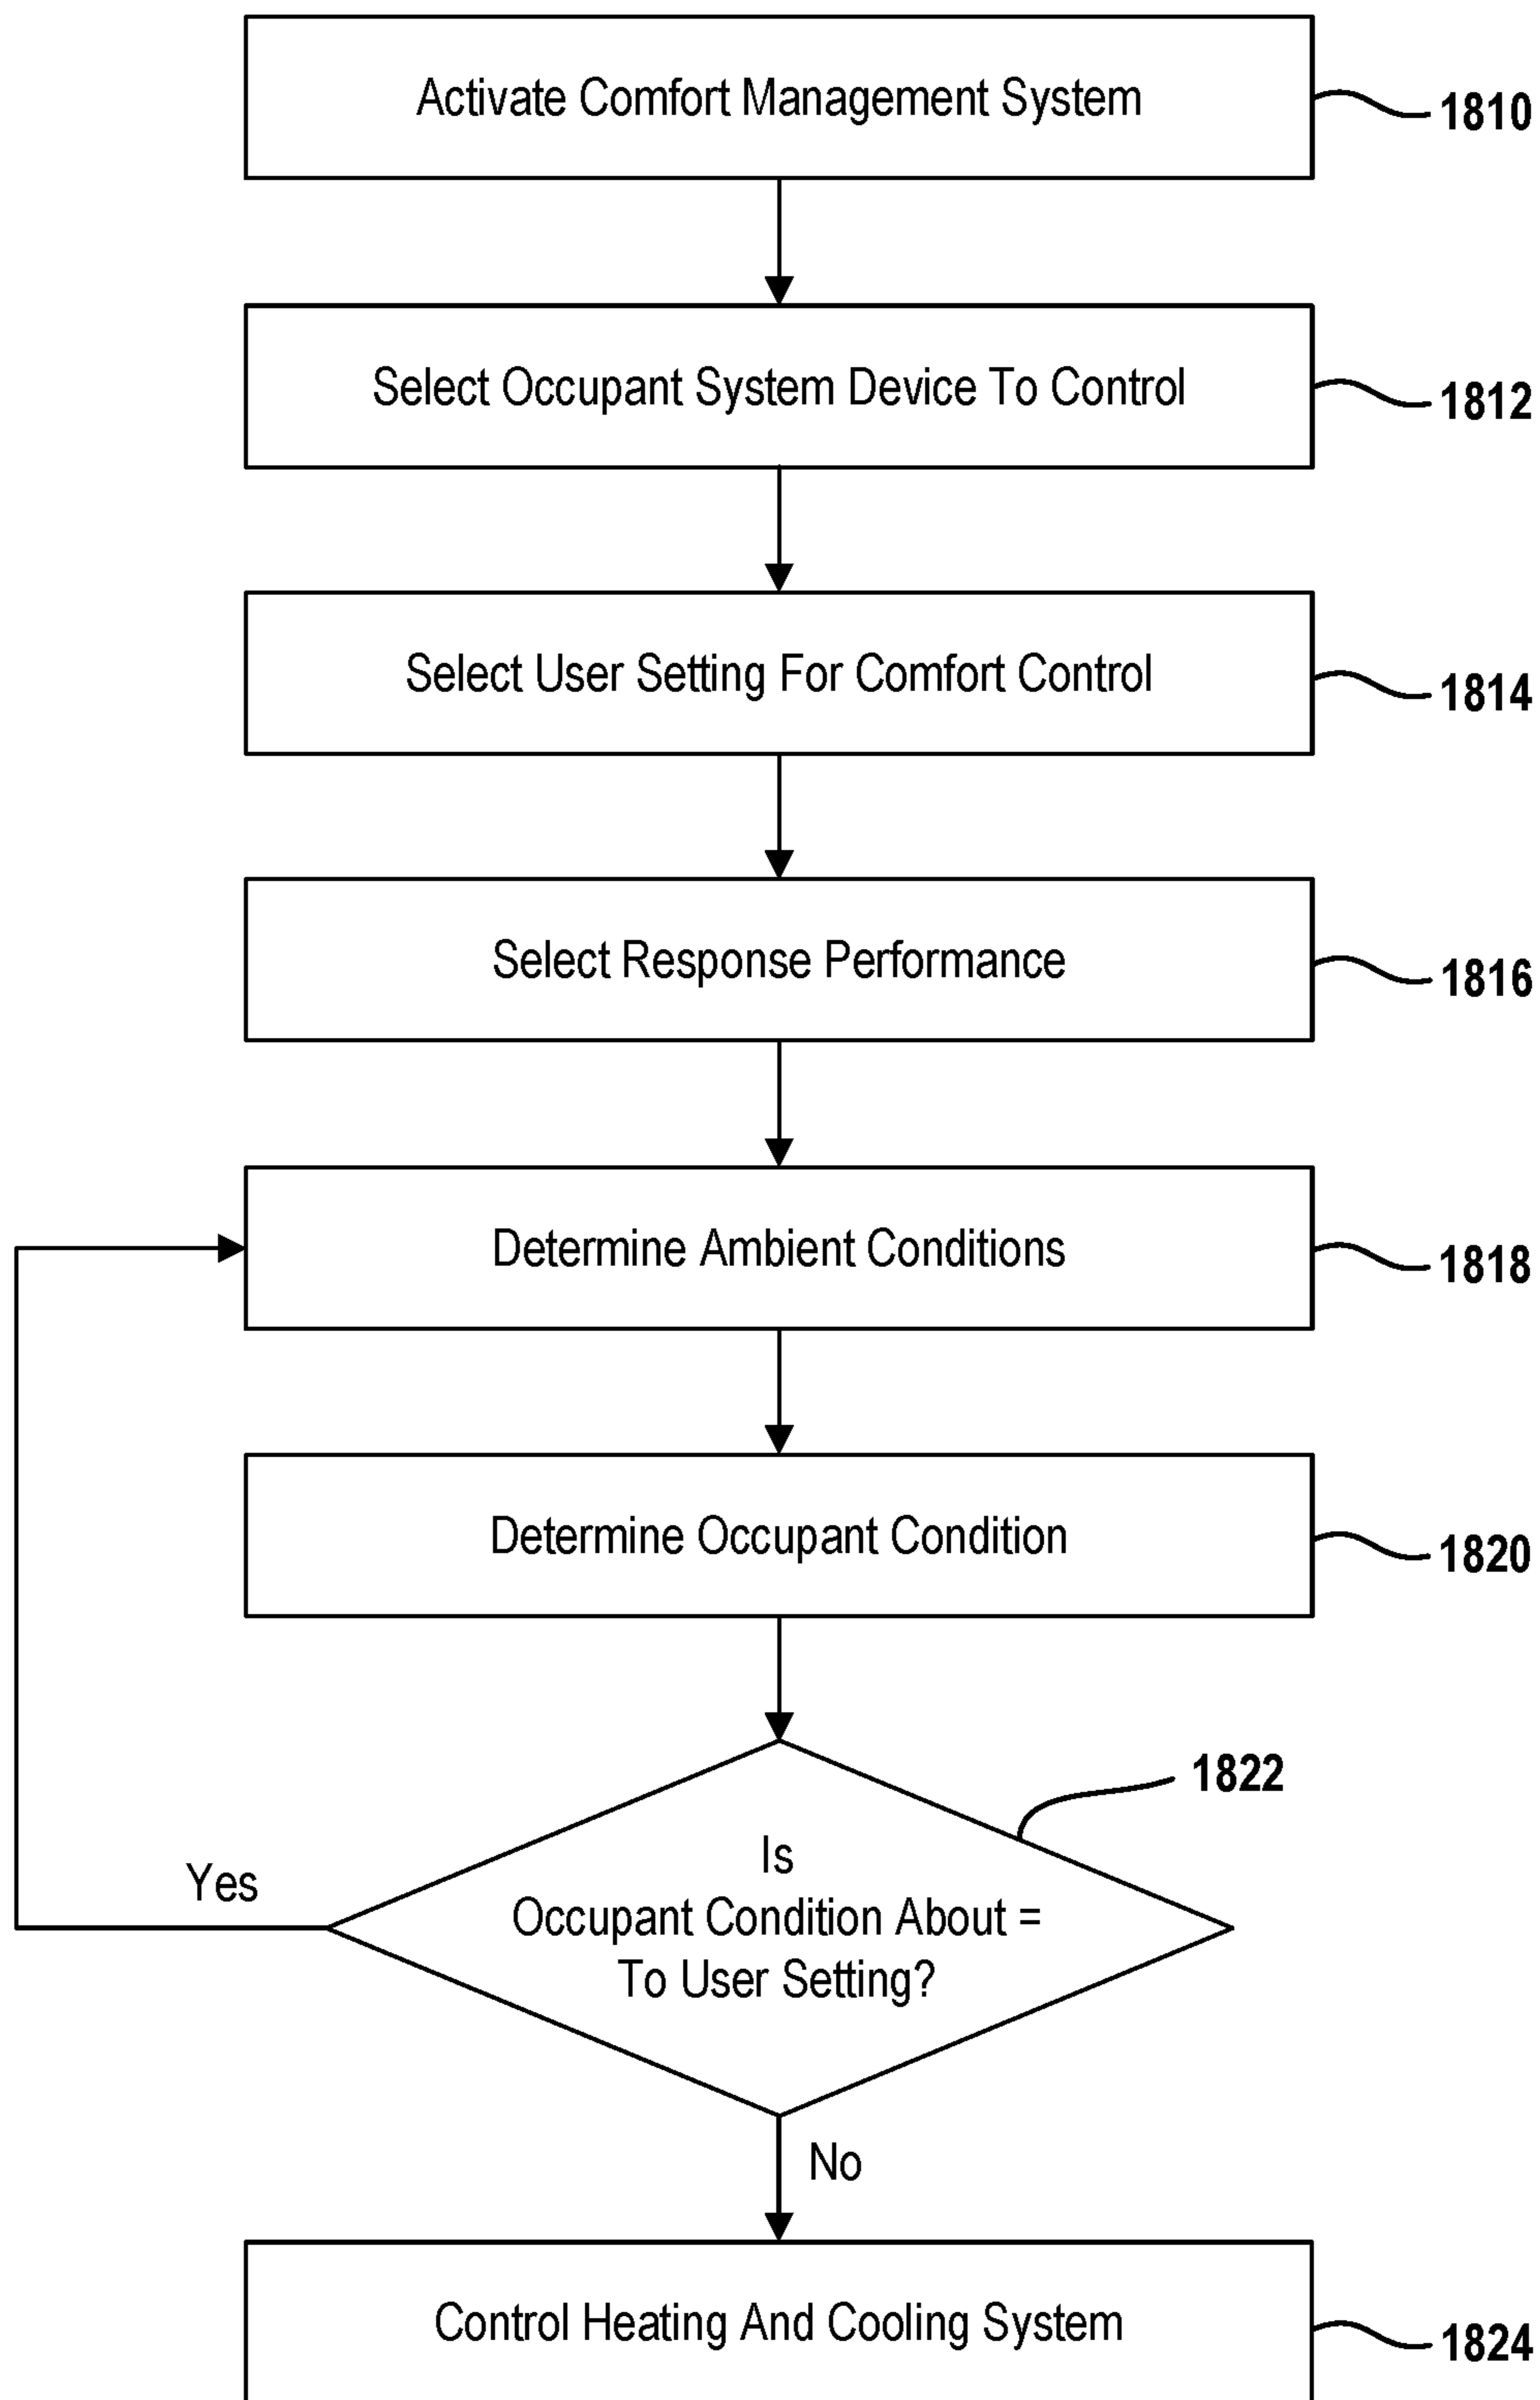 Activate Comfort Management System
1810
Select Occupant System Device To Control
1812
Select User Setting For Comfort Control
1814
Select Response Performance
1816
Determine Ambient Conditions
1818
Determine Occupant Condition
1820
1822
Is
Occupant Condition About =
To User Setting?
Yes
No
Control Heating And Cooling System
1824